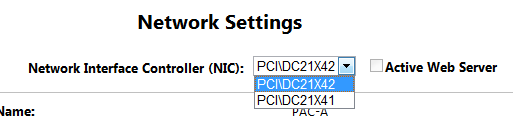 Network Settings
Network Interface Controller (NIC): PCI\DC21X42 Active Web Server
PCI\DC21X42
PCI\DC21X41
Name: PAC-A